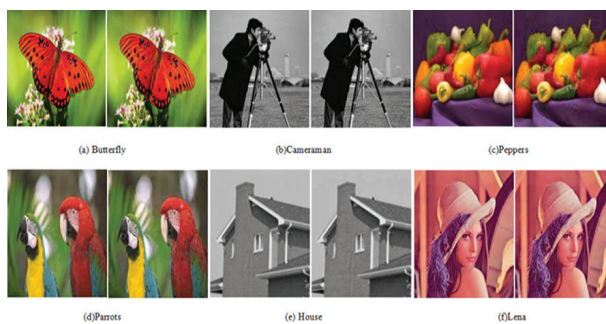 (a) Butterfly
(b)Cameraman
(c)Peppers
(d)Parrots
(e) House
(f)Lena